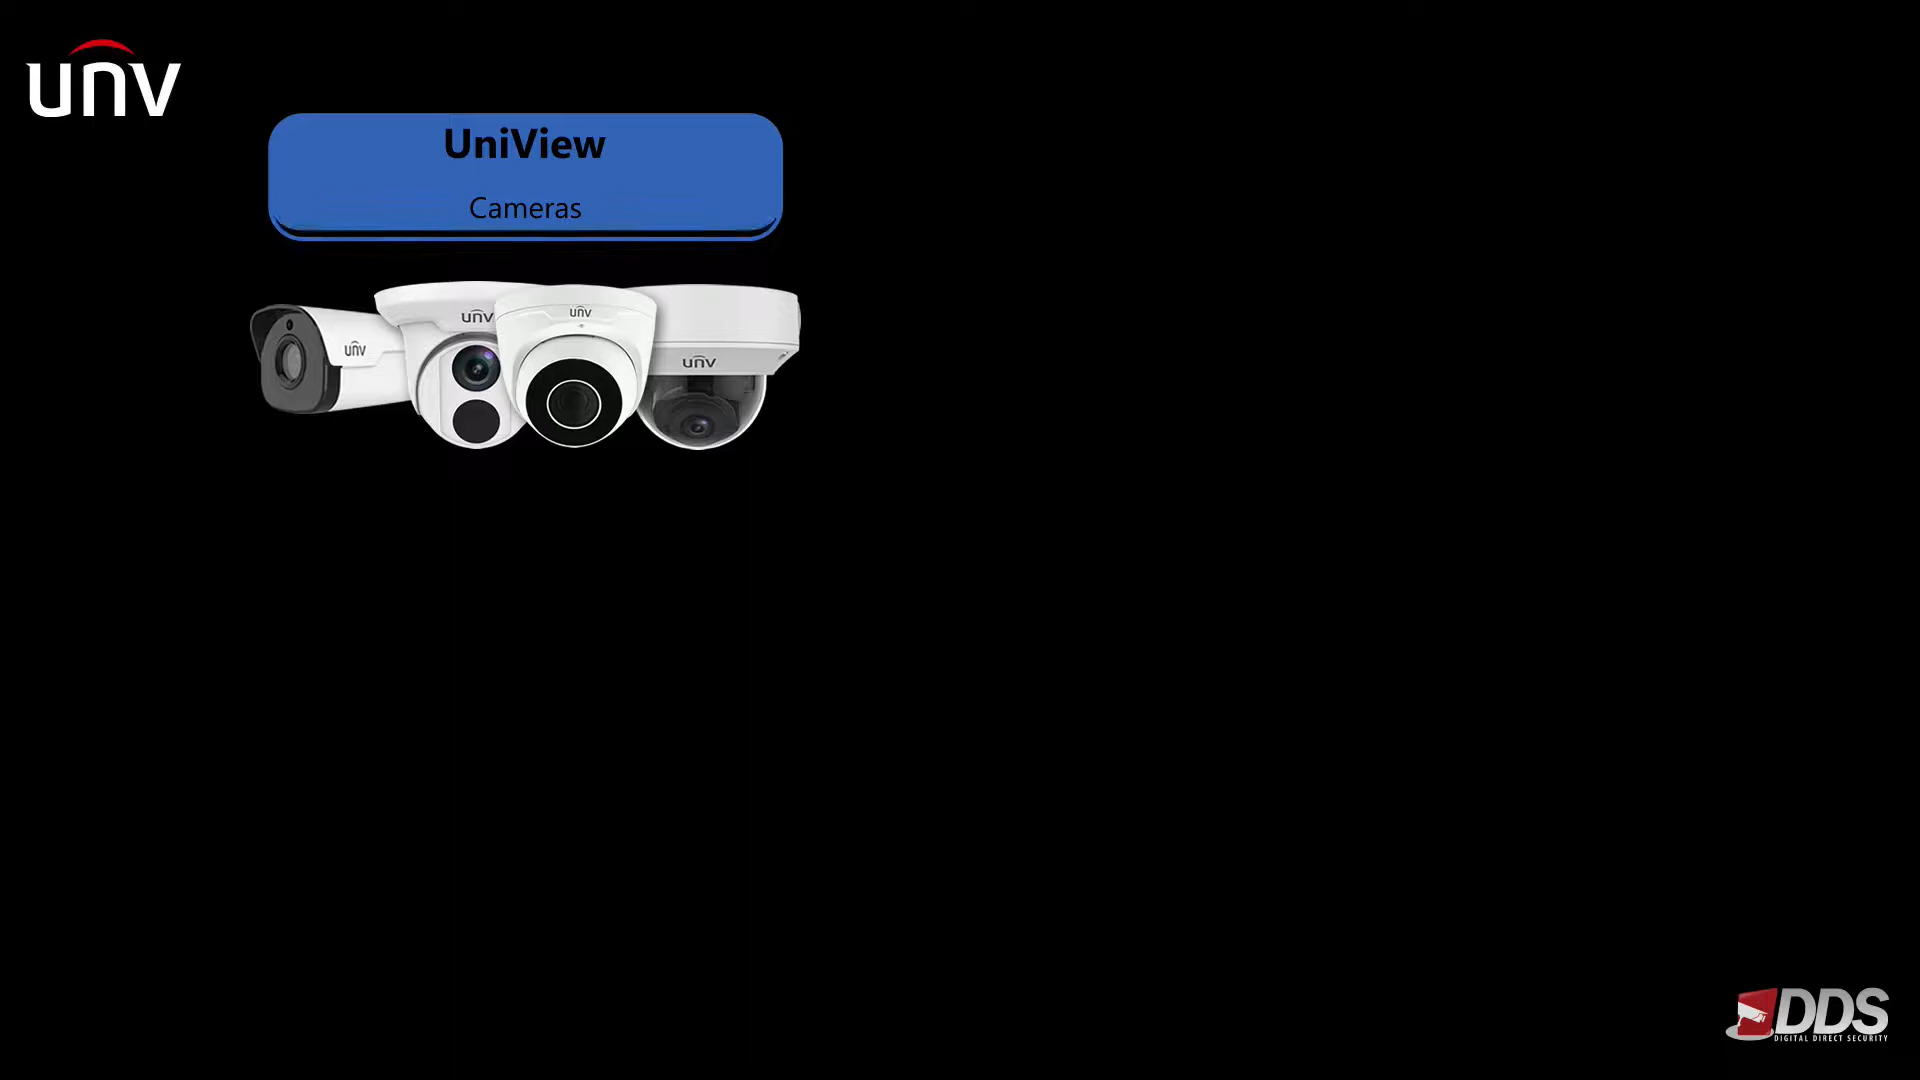 unv
UniView
Cameras
unv
unv
unv
unv
DDS
DIGITAL DIRECT SECURITY